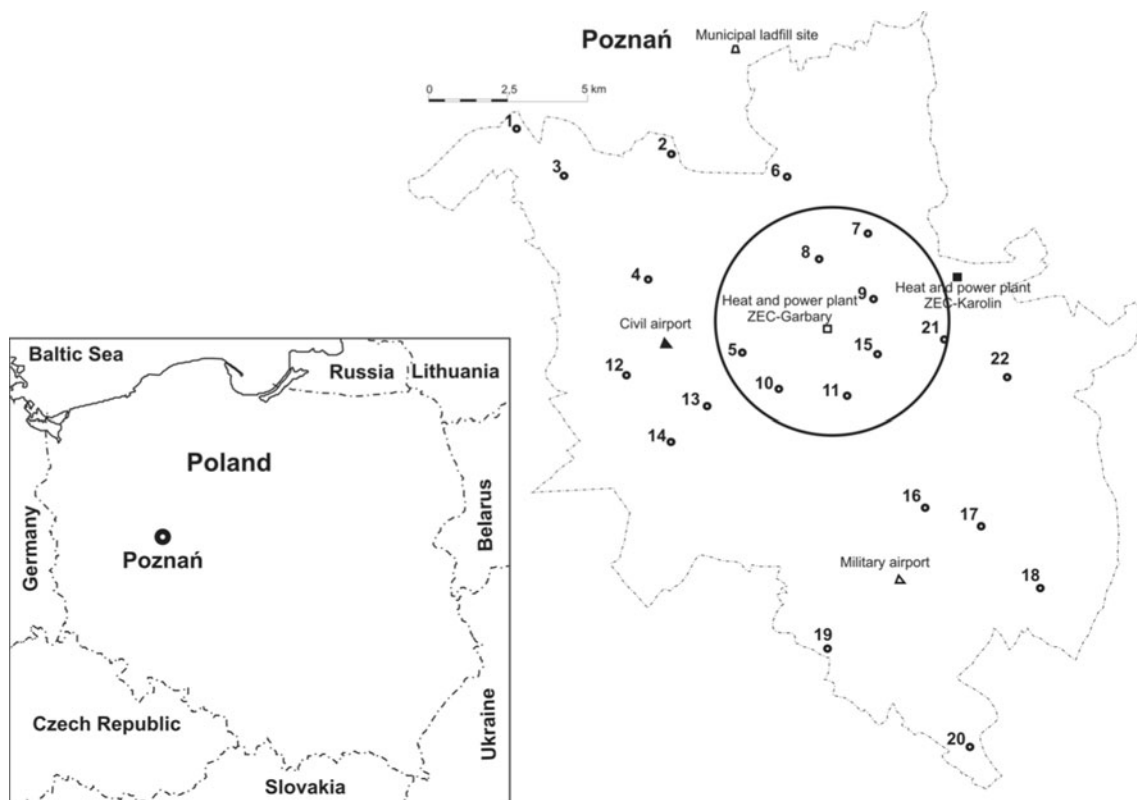 Poznań
Municipal ladfill site
0
2,5
5 km
1
2
3
6
7
8
4
9
Heat and power plant
ZEC-Garbary
Heat and power plant
ZEC-Karolin
Civil airport
21
5
15
22
12
10
11
13
14
16
17
Military airport
18
19
20
Baltic Sea
Russia
Lithuania
Poland
Germany
Belarus
Poznań
Czech Republic
Ukraine
Slovakia